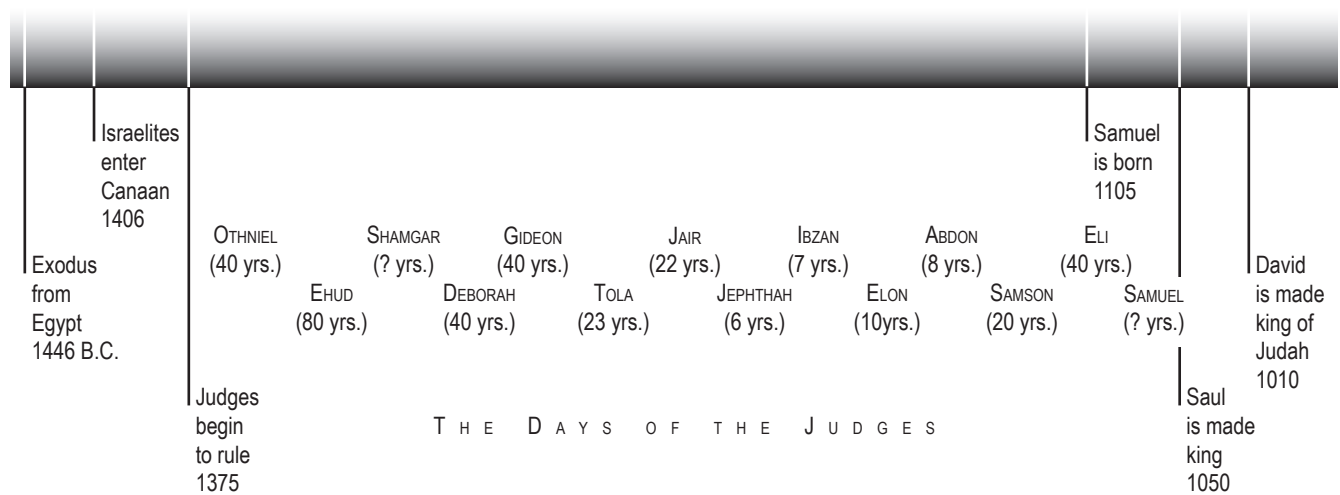 Exodus
from
Egypt
1446 B.C.
Israelites
enter
Canaan
1406
Judges
begin
to rule
1375
OTHNIEL
(40 yrs.)
EHUD
(80 yrs.)
SHAMGAR
(? yrs.)
DEBORAH
(40 yrs.)
GIDEON
(40 yrs.)
TOLA
(23 yrs.)
JAIR
(22 yrs.)
JEPHTHAH
(6 yrs.)
IBZAN
(7 yrs.)
ELON
(10yrs.)
ABDON
(8 yrs.)
SAMSON
(20 yrs.)
ELI
(40 yrs.)
SAMUEL
(? yrs.)
Samuel
is born
1105
Saul
is made
king
1050
David
is made
king of
Judah
1010
THE DAYS OF THE JUDGES